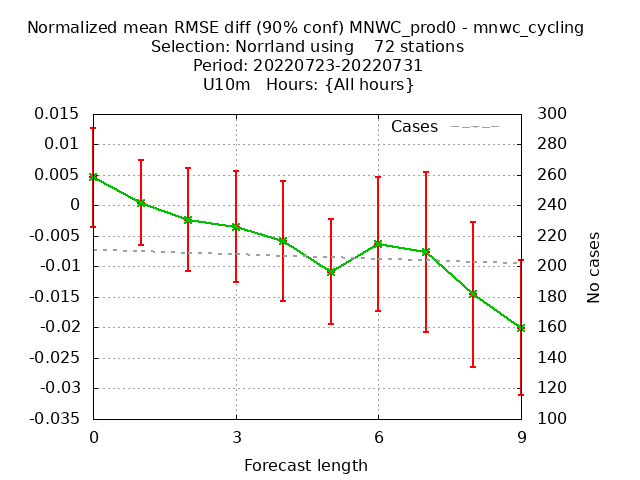 Normalized mean RMSE diff (90% conf) MNWC_prod0 - mnwc_cycling
Selection: Norrland using 72 stations
Period: 20220723-20220731
U10m Hours: {All hours}
0.015
0.01
0.005
0
-0.005
-0.01
-0.015
-0.02
-0.025
-0.03
-0.035
Cases
300
280
260
240
220
200
180
160
140
120
100
No cases
0 3 6 9
Forecast length